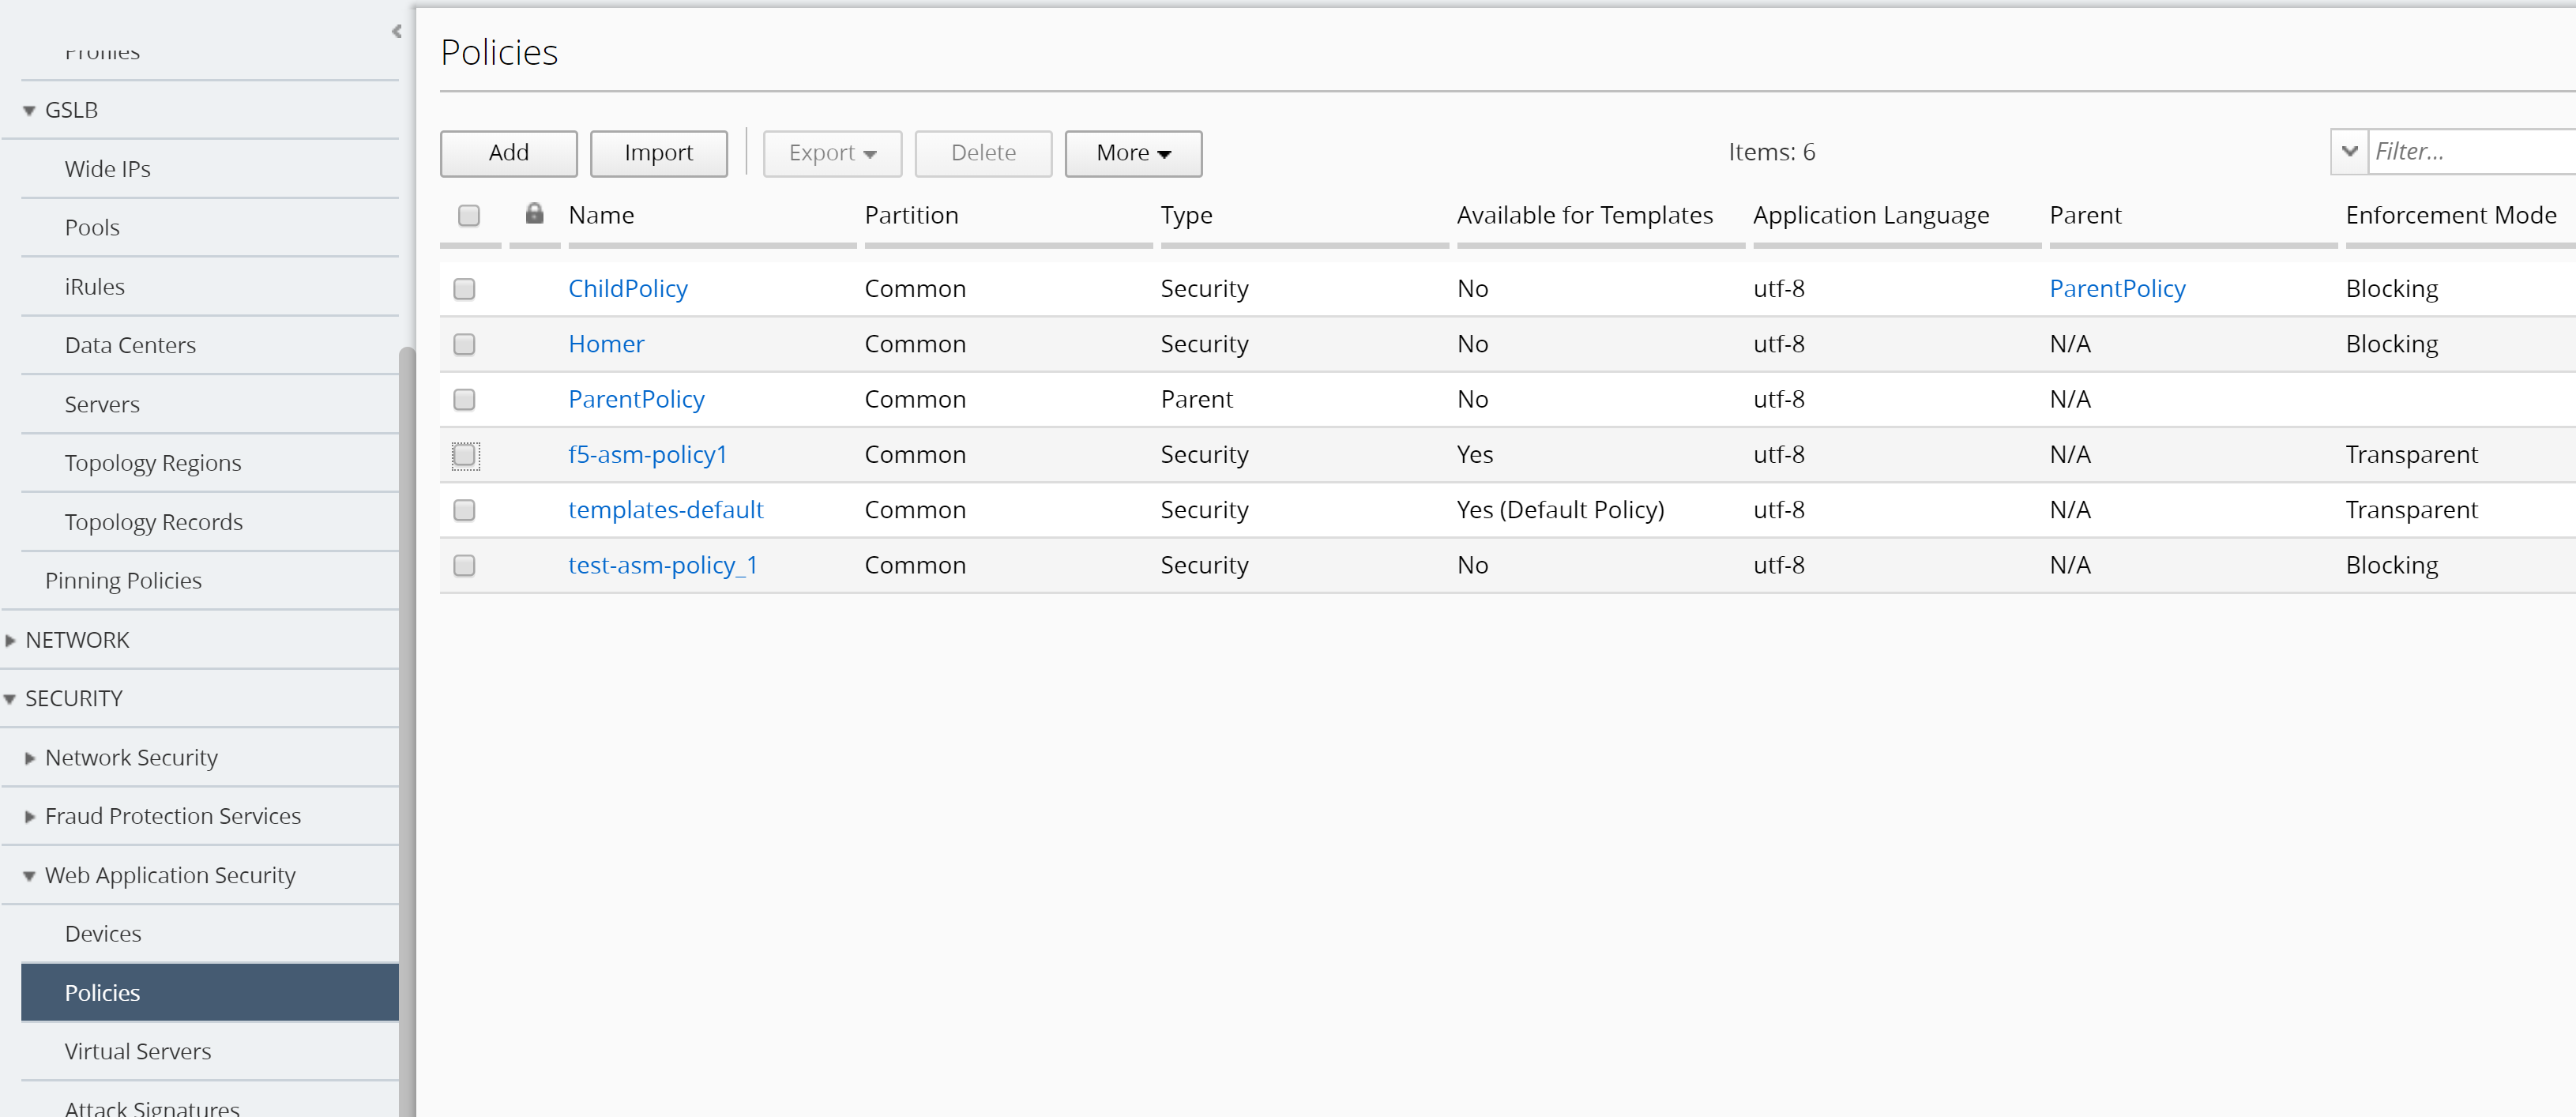 Profiles
GSLB
Wide IPs
Pools
iRules
Data Centers
Servers
Topology Regions
Topology Records
Pinning Policies
NETWORK
SECURITY
Network Security
Fraud Protection Services
Web Application Security
Devices
Policies
Virtual Servers
Attack Signatures
Policies
Add Import Export Delete More Items: 6 Filter...
Name Partition Type Available for Templates Application Language Parent Enforcement Mode
ChildPolicy Common Security No utf-8 ParentPolicy Blocking
Homer Common Security No utf-8 N/A Blocking
ParentPolicy Common Parent No utf-8 N/A
f5-asm-policy1 Common Security Yes utf-8 N/A Transparent
templates-default Common Security Yes (Default Policy) utf-8 N/A Transparent
test-asm-policy_1 Common Security No utf-8 N/A Blocking